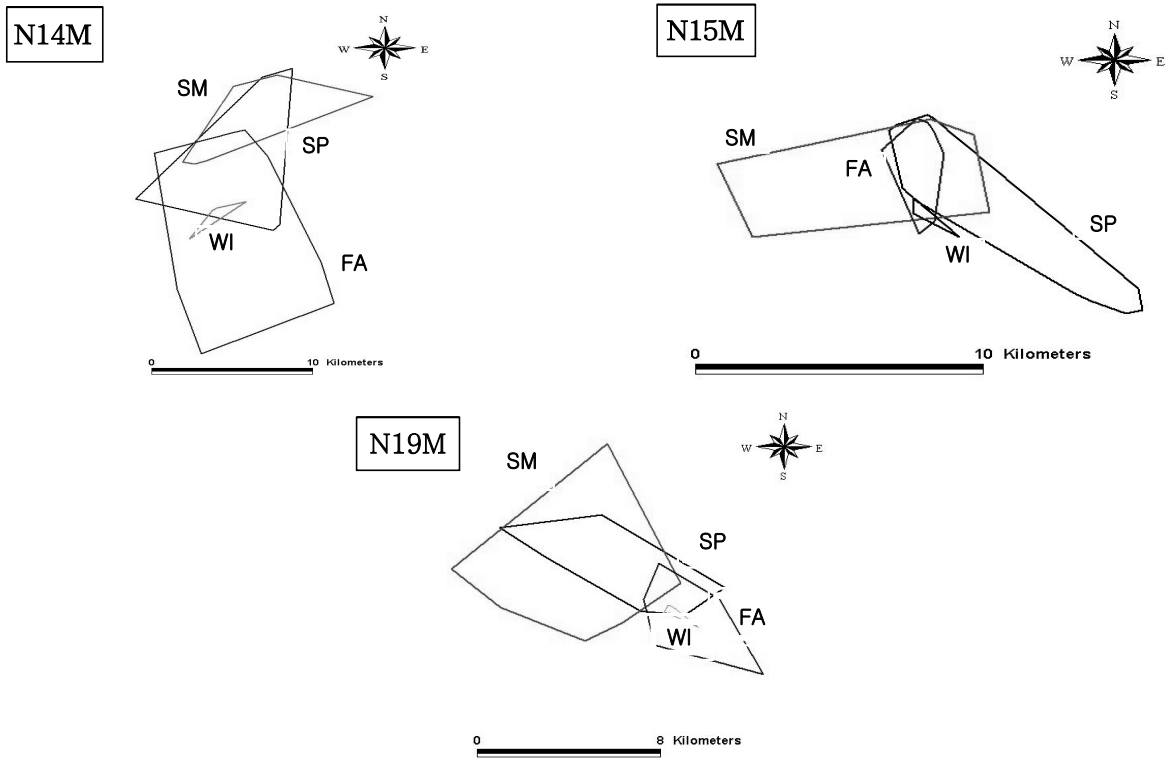 N14M
N
W E
S
SM
SP
WI
FA
0 10 Kilometers
N15M
N
W E
S
SM
FA
SP
WI
0 10 Kilometers
N19M
N
W E
S
SM
SP
FA
WI
0 8 Kilometers